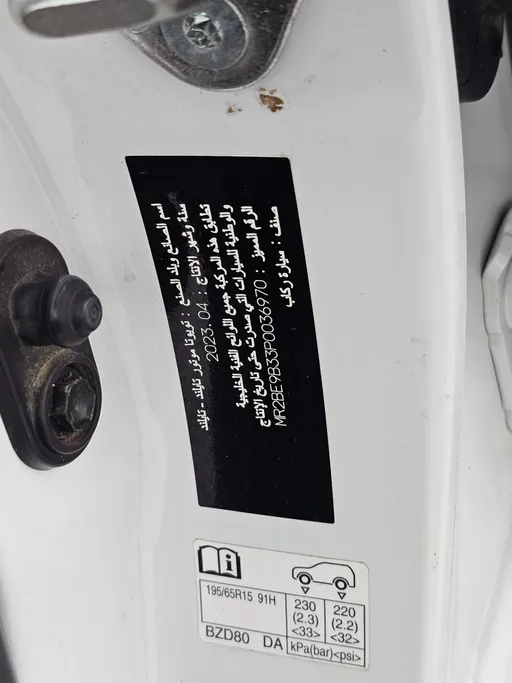 اسم الصانع وبلد الصنع : تويوتا موتور تايلند - تايلند
سنة وشهر الإنتاج : 2023.04
تطابق هذه المركبة جميع اللوائح الفنية الخليجية
والوطنية للسيارات التي صدرت حتى تاريخ الإنتاج
الرقم المميز : MR2BE9B33P0036970
صنف : سيارة ركاب
195/65R15 91H
230 220
(2.3) (2.2)
<33> <32>
BZD80 DA kPa(bar)<psi>